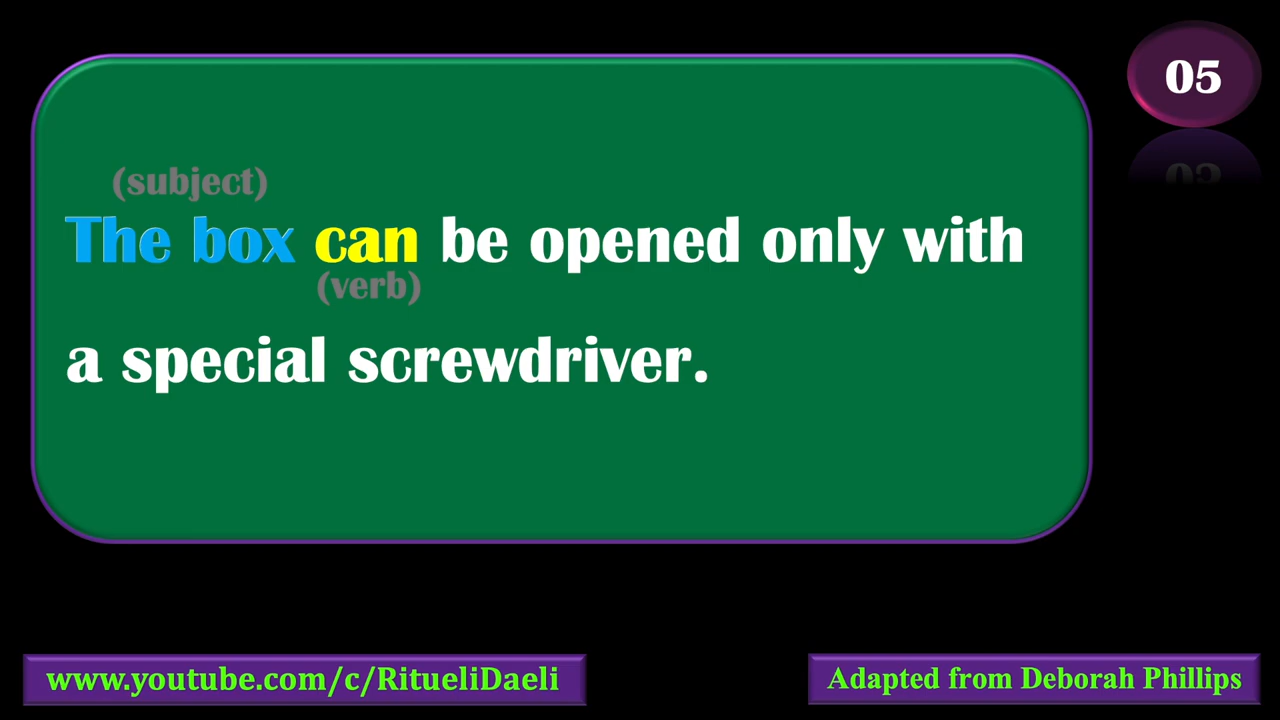 05
(subject)
The box can be opened only with
(verb)
a special screwdriver.
www.youtube.com/c/RitueliDaeli
Adapted from Deborah Phillips